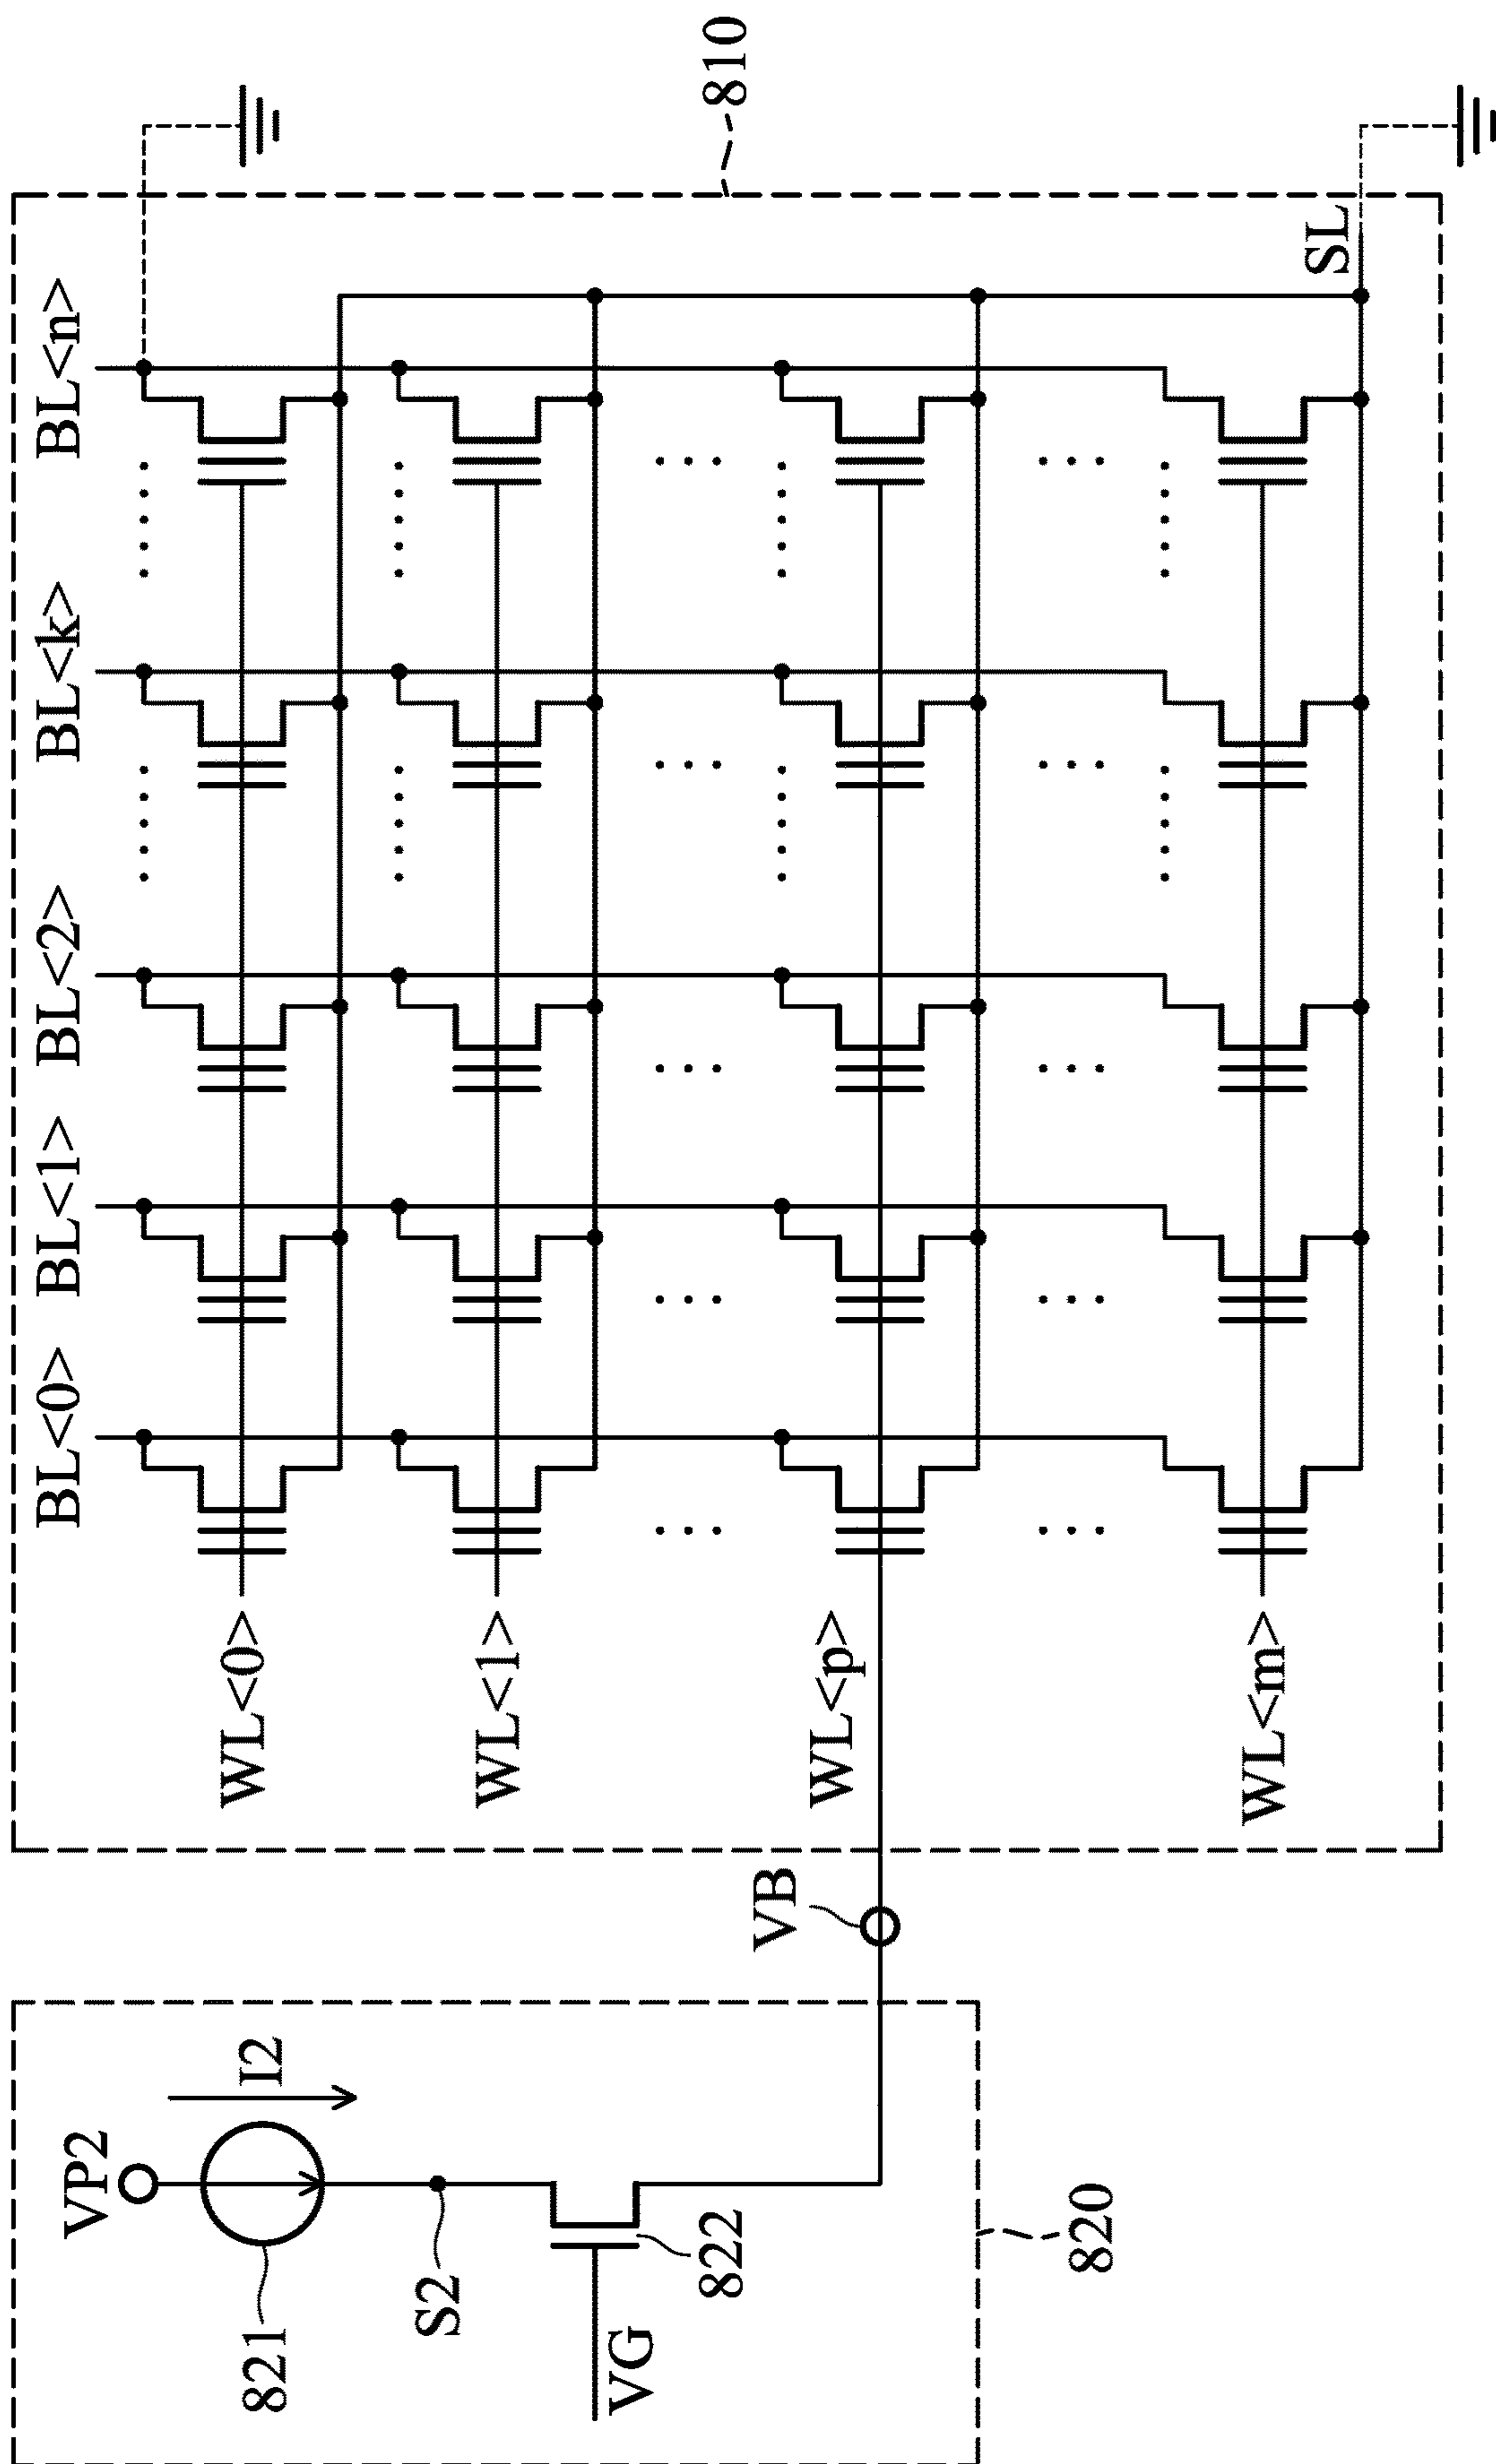 BL<0>
BL<1>
BL<2>
BL<k>
BL<n>
WL<0>
WL<1>
WL<p>
WL<m>
SL
810
VP2
I2
821
S2
VG
822
VB
820